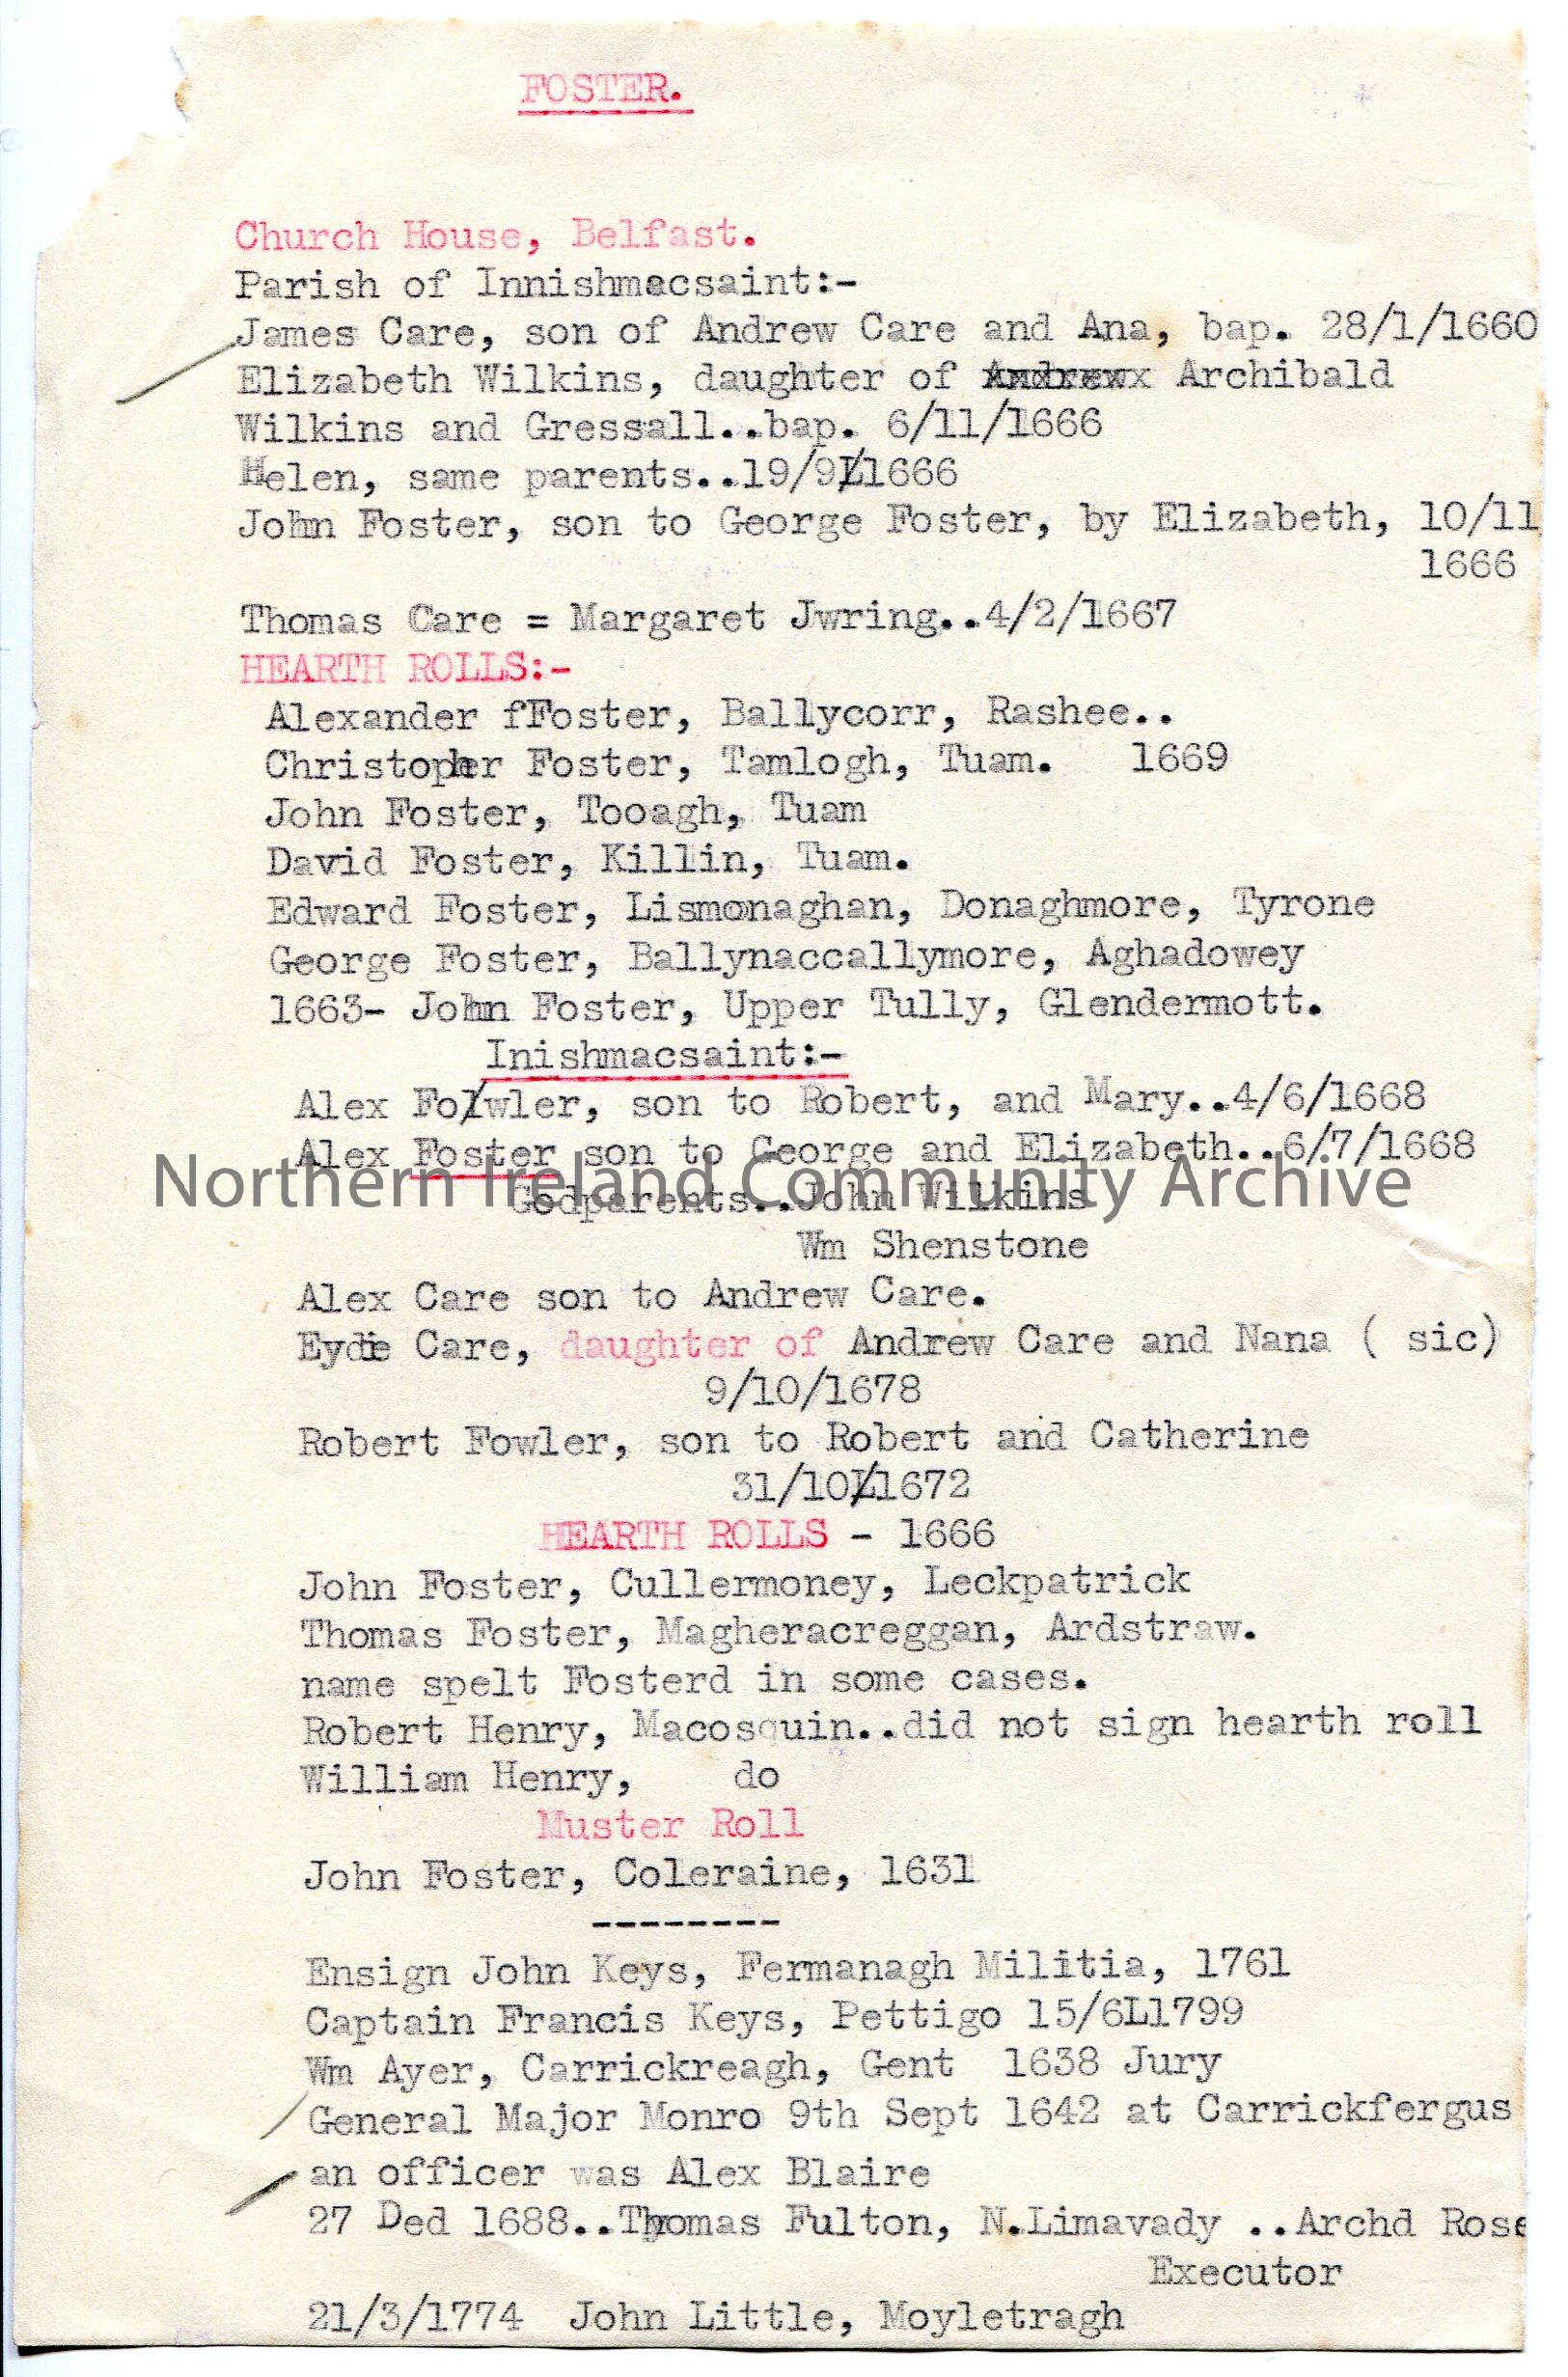 FOSTER.
Church House, Belfast.
Parish of Innishmacsaint:-
James Care, son of Andrew Care and Ana, bap. 28/1/1660
Elizabeth Wilkins, daughter of Andrewx Archibald
Wilkins and Gressall..bap. 6/11/1666
Helen, same parents..19/9/1666
John Foster, son to George Foster, by Elizabeth, 10/11
1666
Thomas Care = Margaret Jwring..4/2/1667
HEARTH ROLLS:-
Alexander fFoster, Ballycorr, Rashee..
Christopher Foster, Tamlogh, Tuam. 1669
John Foster, Tooagh, Tuam
David Foster, Killin, Tuam.
Edward Foster, Lismonaghan, Donaghmore, Tyrone
George Foster, Ballynaccallymore, Aghadowey
1663- John Foster, Upper Tully, Glendermott.
Inishmacsaint:-
Alex Fo/wler, son to Robert, and Mary..4/6/1668
Alex Foster son to George and Elizabeth..6/7/1668
Northern Ireland Community Archive
Godparents..John Wilkins
Wm Shenstone
Alex Care son to Andrew Care.
Eydie Care, daughter of Andrew Care and Nana ( sic)
9/10/1678
Robert Fowler, son to Robert and Catherine
31/10/1672
HEARTH ROLLS - 1666
John Foster, Cullermoney, Leckpatrick
Thomas Foster, Magheracreggan, Ardstraw.
name spelt Fosterd in some cases.
Robert Henry, Macosquin..did not sign hearth roll
William Henry, do
Muster Roll
John Foster, Coleraine, 1631
--------
Ensign John Keys, Fermanagh Militia, 1761
Captain Francis Keys, Pettigo 15/6L1799
Wm Ayer, Carrickreagh, Gent 1638 Jury
General Major Monro 9th Sept 1642 at Carrickfergus
an officer was Alex Blaire
27 Ded 1688..Thomas Fulton, N.Limavady ..Archd Rose
Executor
21/3/1774 John Little, Moyletragh